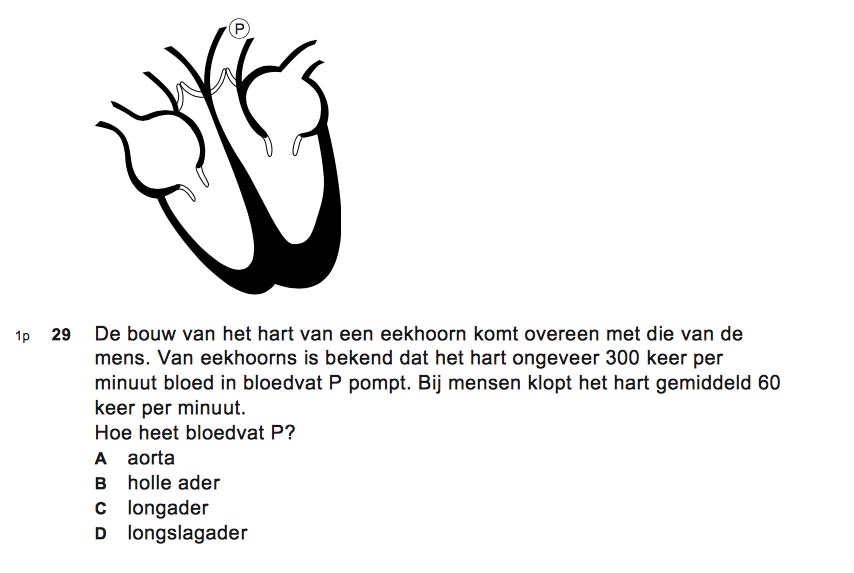 P
1p 29 De bouw van het hart van een eekhoorn komt overeen met die van de
mens. Van eekhoorns is bekend dat het hart ongeveer 300 keer per
minuut bloed in bloedvat P pompt. Bij mensen klopt het hart gemiddeld 60
keer per minuut.
Hoe heet bloedvat P?
A aorta
B holle ader
C longader
D longslagader